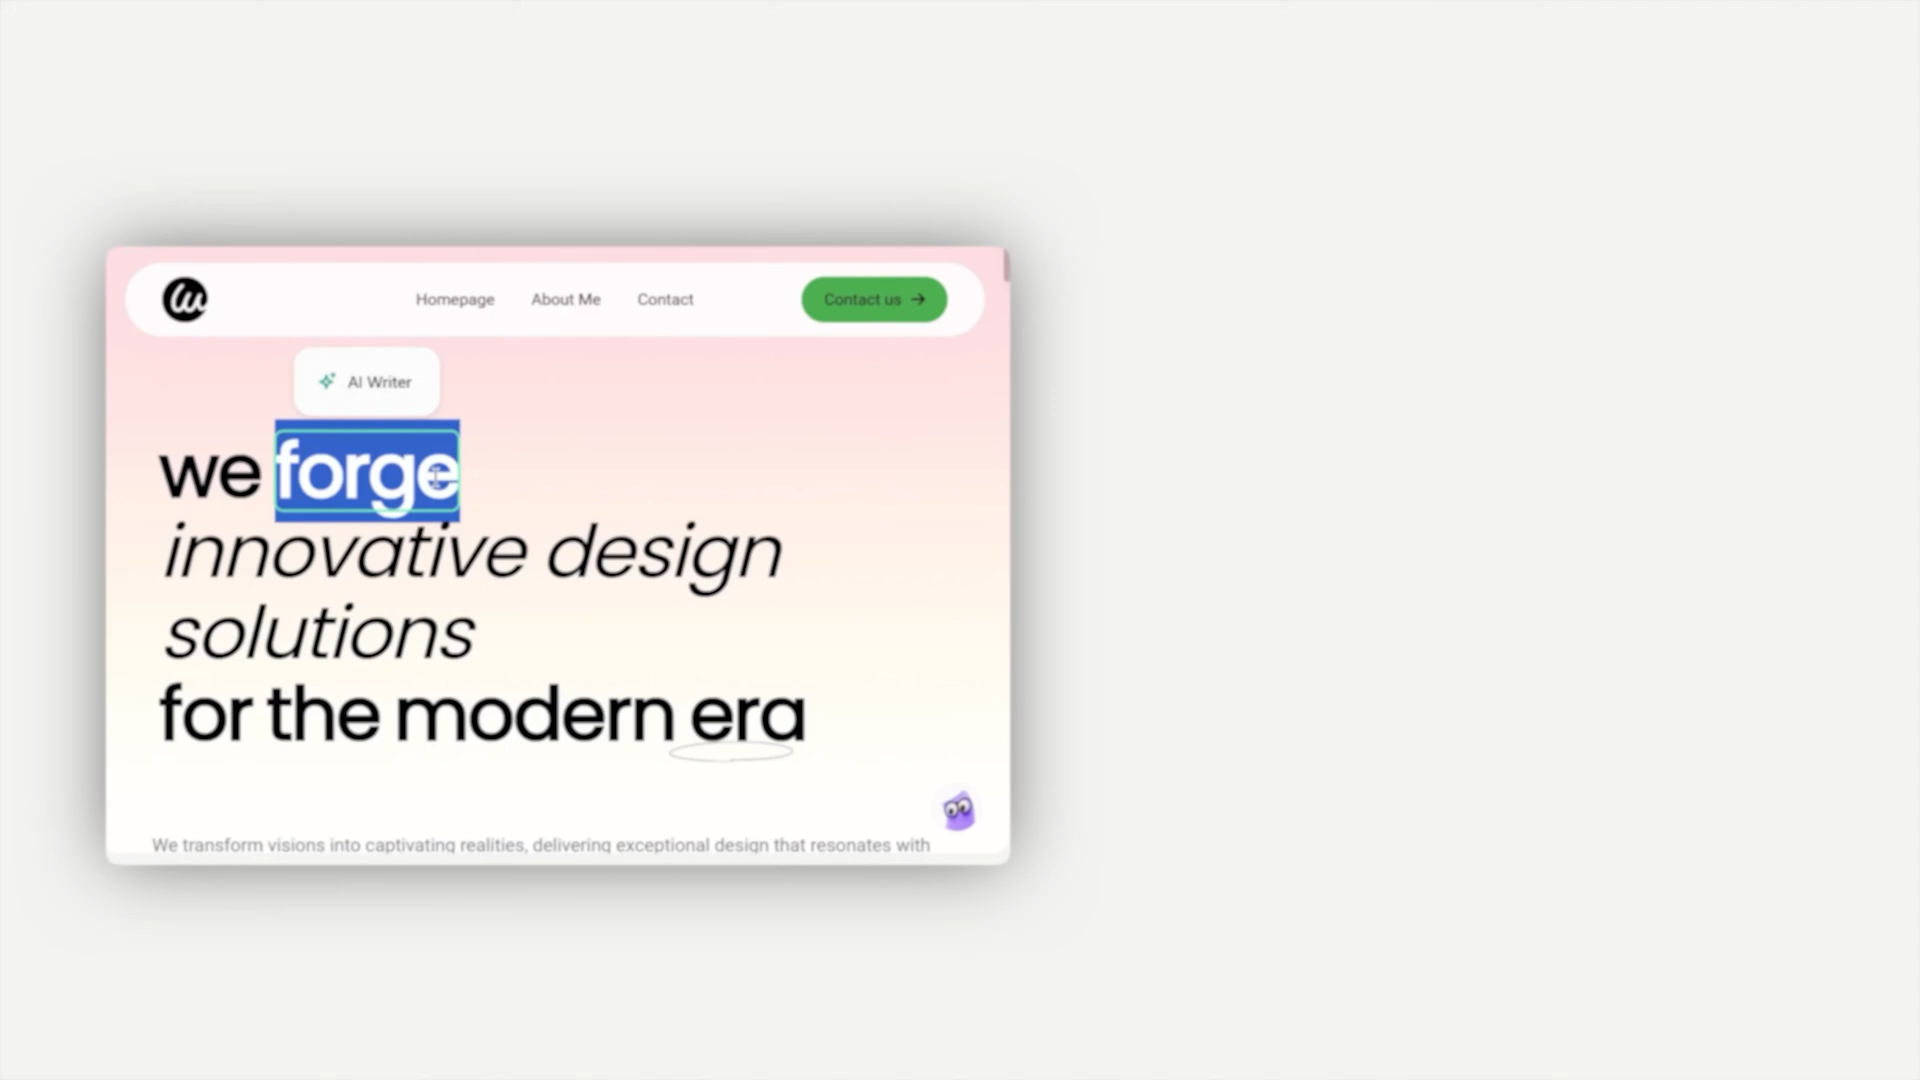 Homepage About Me Contact Contact us →
AI Writer
we forge
innovative design
solutions
for the modern era
We transform visions into captivating realities, delivering exceptional design that resonates with